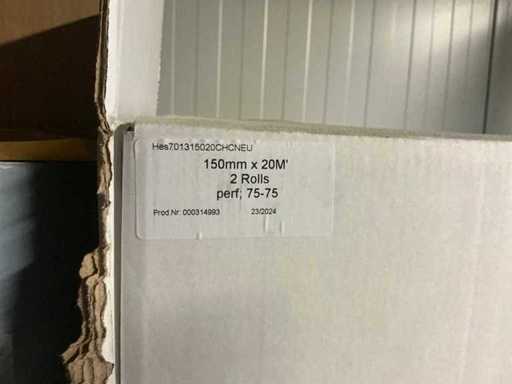 Hes701315020CHCNEU
150mm x 20M'
2 Rolls
perf; 75-75
Prod.Nr: 000314993 23/2024